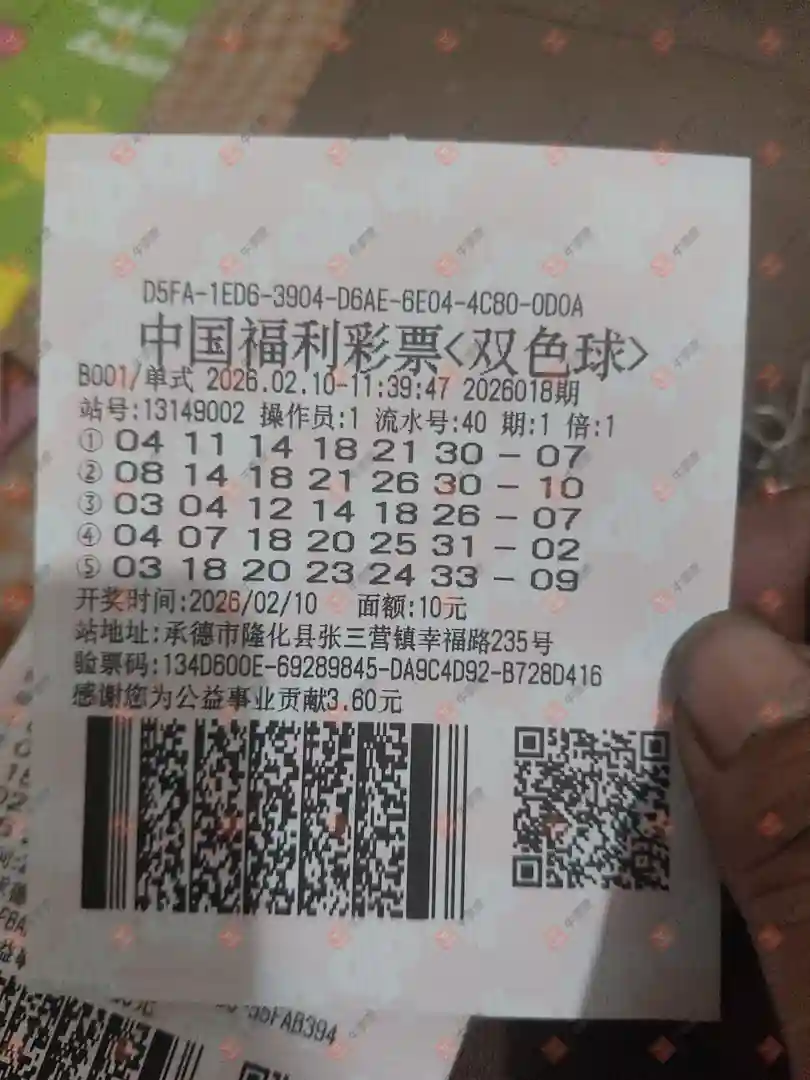 D5FA-1ED6-3904-D6AE-6E04-4C80-0D0A
中国福利彩票<双色球>
B001/单式 2026.02.10-11:39:47 2026018期
站号:13149002 操作员:1 流水号:40 期:1 倍:1
① 04 11 14 18 21 30 - 07
② 08 14 18 21 26 30 - 10
③ 03 04 12 14 18 26 - 07
④ 04 07 18 20 25 31 - 02
⑤ 03 18 20 23 24 33 - 09
开奖时间:2026/02/10 面额:10元
站地址:承德市隆化县张三营镇幸福路235号
验票码:134D600E-69289845-DA9C4D92-B728D416
感谢您为公益事业贡献3.60元